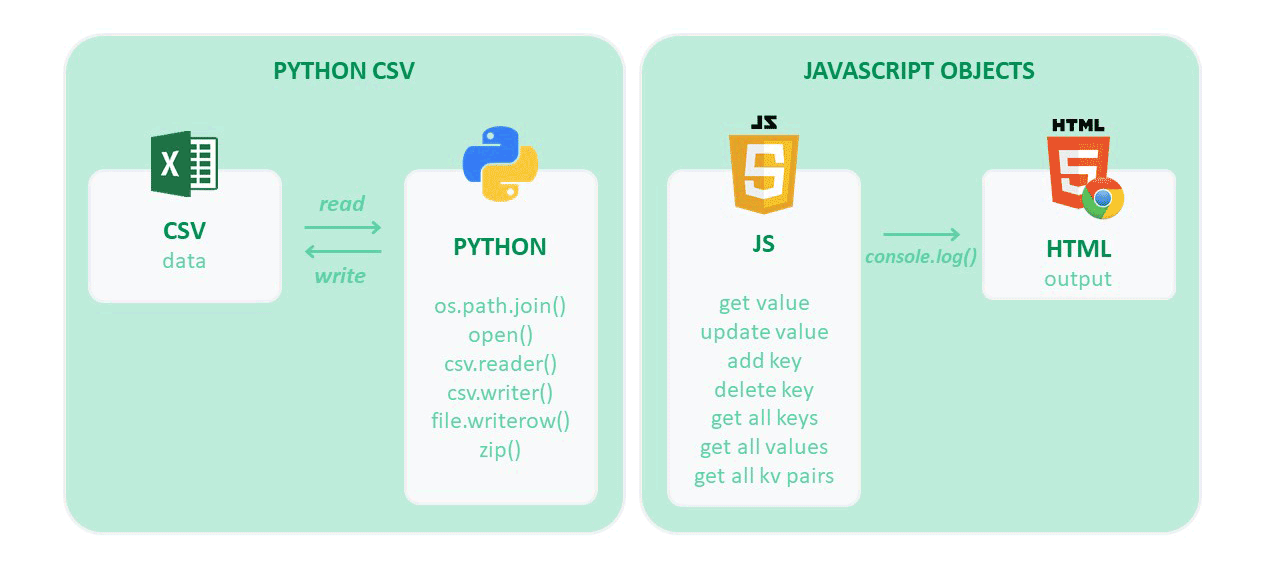 PYTHON CSV
X
CSV
data
read
write
PYTHON
os.path.join()
open()
csv.reader()
csv.writer()
file.writerow()
zip()
JAVASCRIPT OBJECTS
JS
JS
get value
update value
add key
delete key
get all keys
get all values
get all kv pairs
console.log()
HTML
5
HTML
output